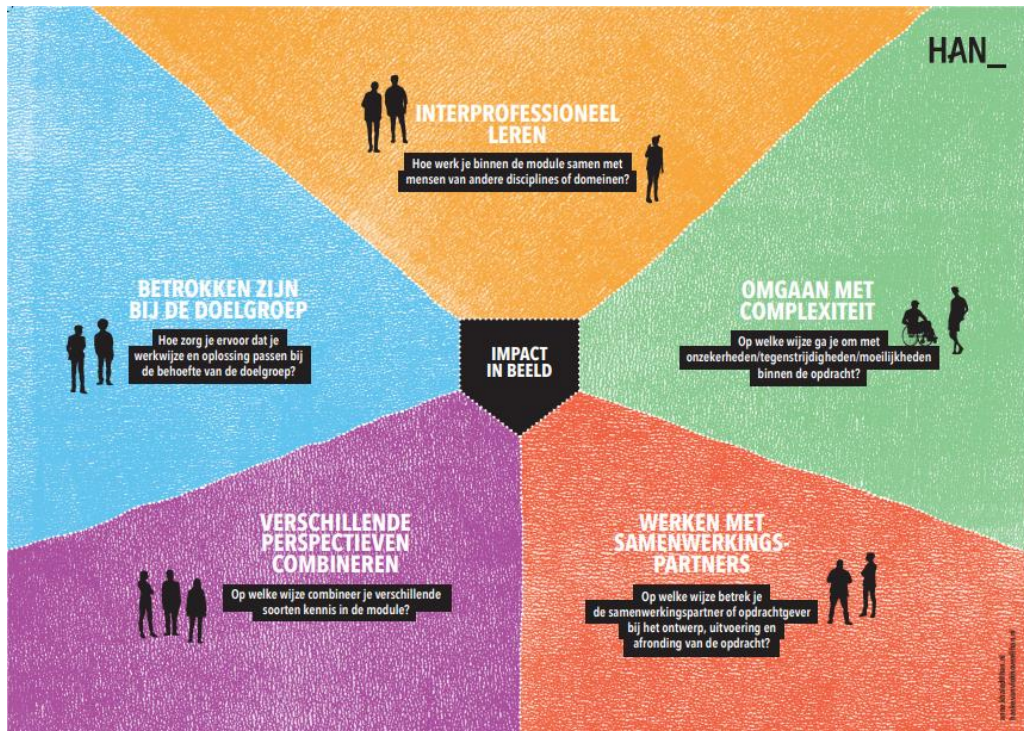 HAN_
INTERPROFESSIONEEL
LEREN
Hoe werk je binnen de module samen met
mensen van andere disciplines of domeinen?
BETROKKEN ZIJN
BIJ DE DOELGROEP
Hoe zorg je ervoor dat je
werkwijze en oplossing passen bij
de behoefte van de doelgroep?
OMGAAN MET
COMPLEXITEIT
Op welke wijze ga je om met
onzekerheden/tegenstrijdigheden/moeilijkheden
binnen de opdracht?
IMPACT
IN BEELD
VERSCHILLENDE
PERSPECTIEVEN
COMBINEREN
Op welke wijze combineer je verschillende
soorten kennis in de module?
WERKEN MET
SAMENWERKINGS-
PARTNERS
Op welke wijze betrek je
de samenwerkingspartner of opdrachtgever
bij het ontwerp, uitvoering en
afronding van de opdracht?